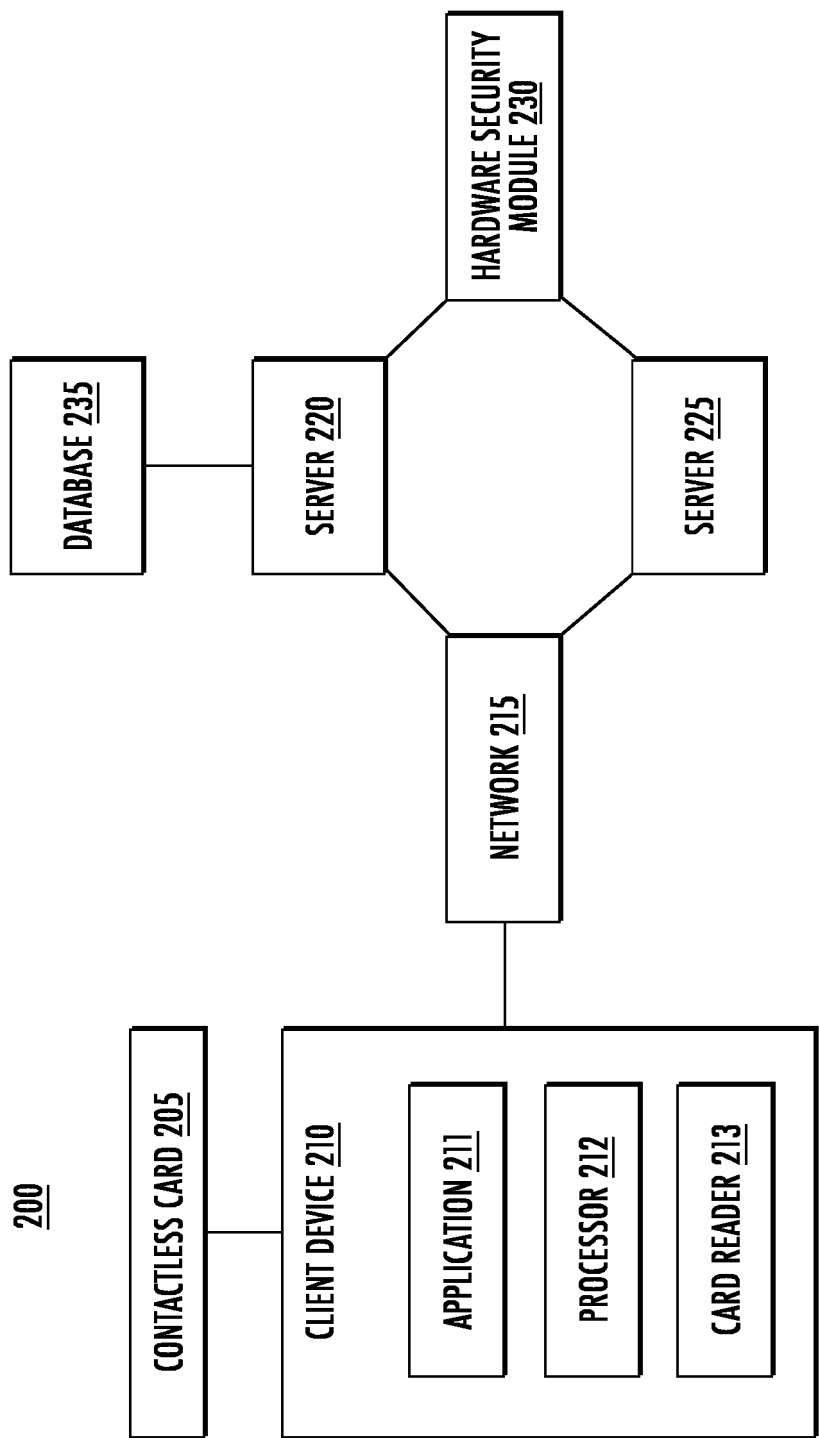 200
CONTACTLESS CARD 205
CLIENT DEVICE 210
APPLICATION 211
PROCESSOR 212
CARD READER 213
NETWORK 215
DATABASE 235
SERVER 220
SERVER 225
HARDWARE SECURITY
MODULE 230